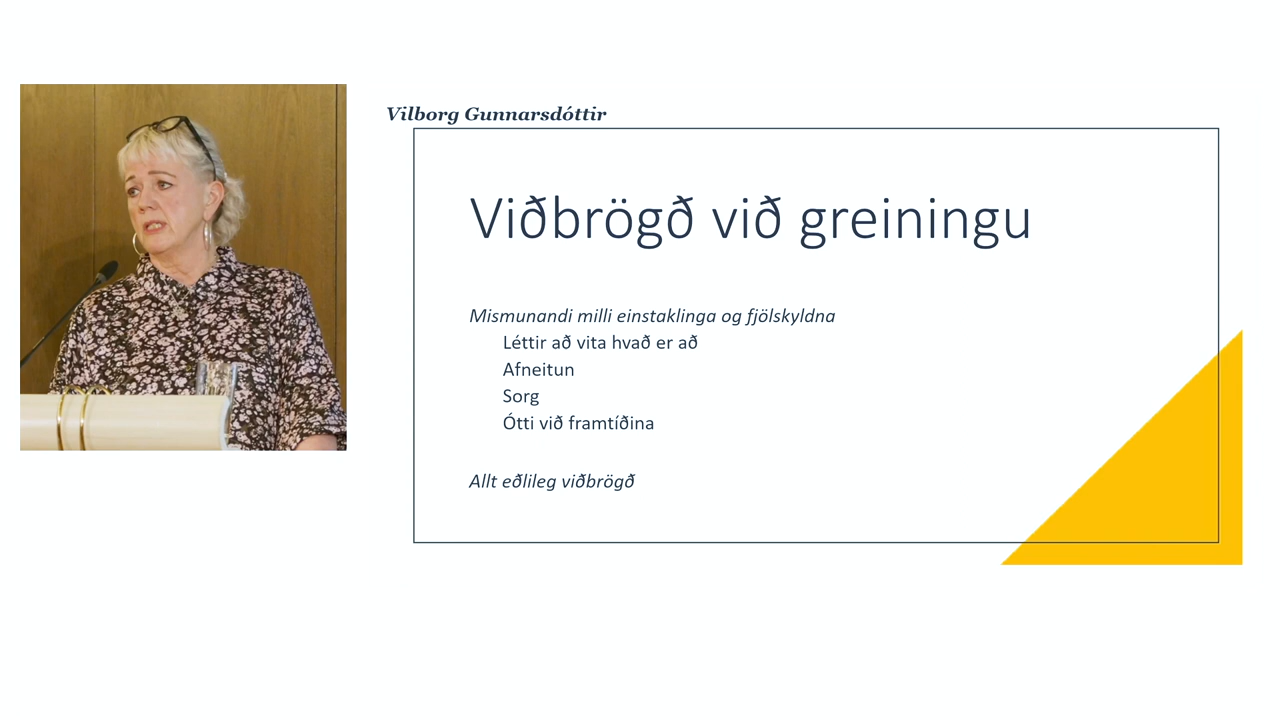 Vilborg Gunnarsdóttir
Viðbrögð við greiningu
Mismunandi milli einstaklinga og fjölskyldna
Léttir að vita hvað er að
Afneitun
Sorg
Ótti við framtíðina
Allt eðlileg viðbrögð